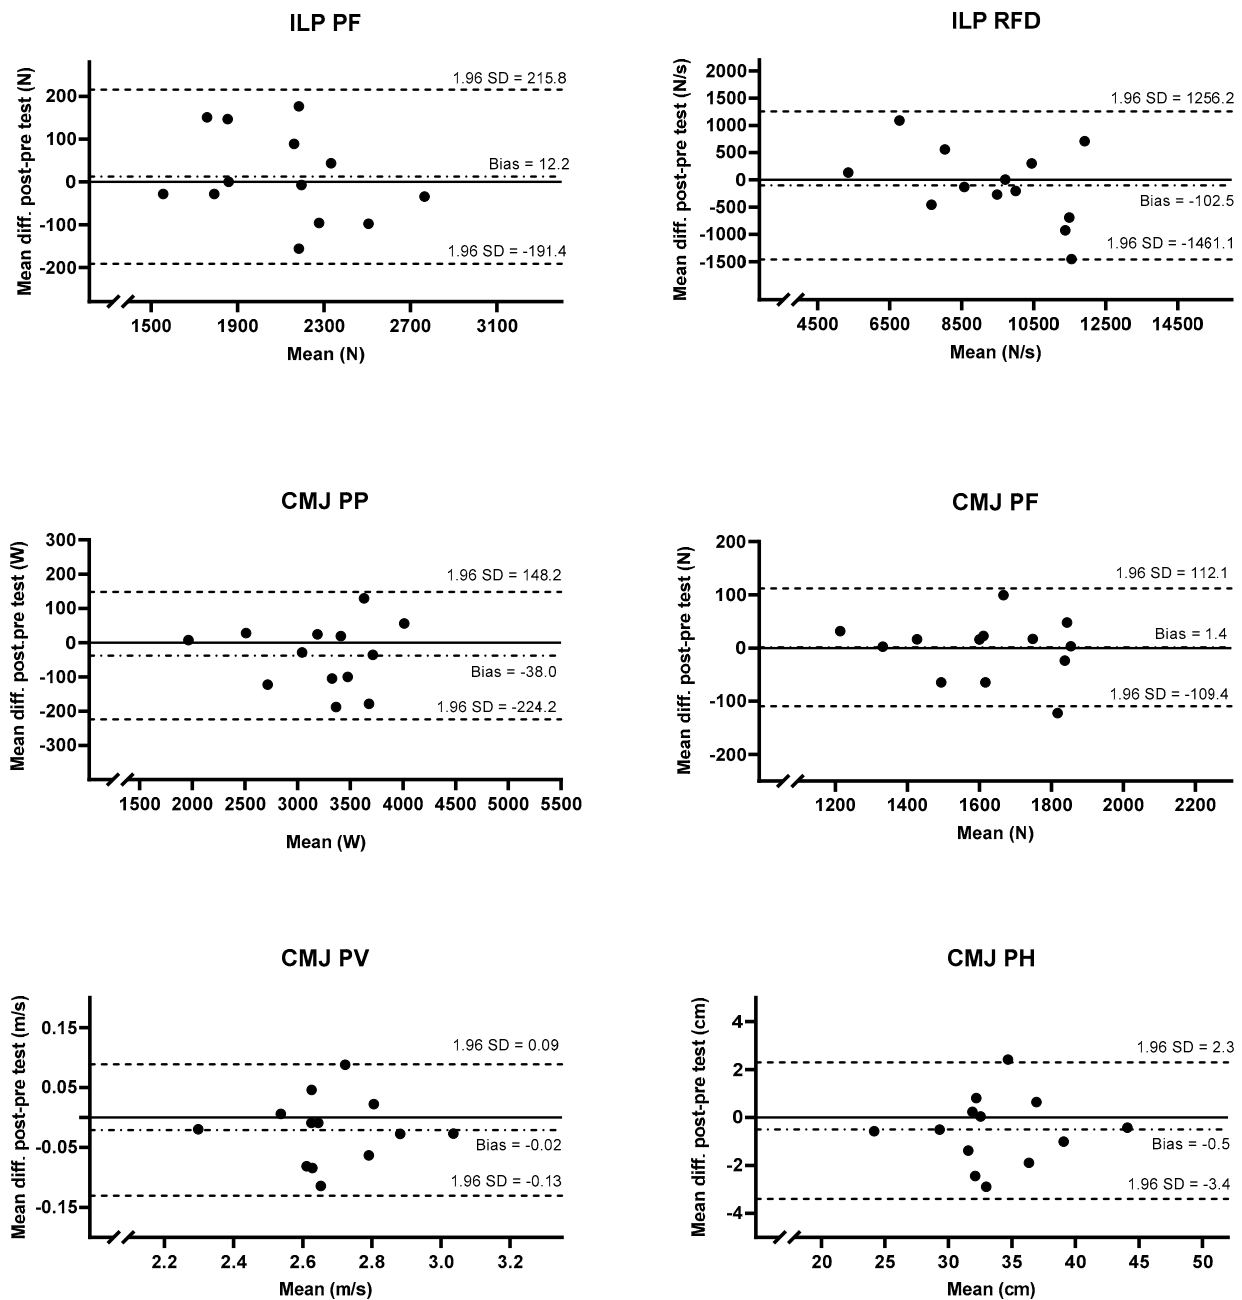 ILP PF
Mean diff. post-pre test (N)
200
100
0
-100
-200
1.96 SD = 215.8
Bias = 12.2
1.96 SD = -191.4
1500 1900 2300 2700 3100
Mean (N)
ILP RFD
Mean diff. post-pre test (N/s)
2000
1500
1000
500
0
-500
-1000
-1500
1.96 SD = 1256.2
Bias = -102.5
1.96 SD = -1461.1
4500 6500 8500 10500 12500 14500
Mean (N/s)
CMJ PP
Mean diff. post.pre test (W)
300
200
100
0
-100
-200
-300
1.96 SD = 148.2
Bias = -38.0
1.96 SD = -224.2
1500 2000 2500 3000 3500 4000 4500 5000 5500
Mean (W)
CMJ PF
Mean diff. post-pre test (N)
200
100
0
-100
-200
1.96 SD = 112.1
Bias = 1.4
1.96 SD = -109.4
1200 1400 1600 1800 2000 2200
Mean (N)
CMJ PV
Mean diff. post-pre test (m/s)
0.15
0.05
-0.05
-0.15
1.96 SD = 0.09
Bias = -0.02
1.96 SD = -0.13
2.2 2.4 2.6 2.8 3.0 3.2
Mean (m/s)
CMJ PH
Mean diff. post-pre test (cm)
4
2
0
-2
-4
1.96 SD = 2.3
Bias = -0.5
1.96 SD = -3.4
20 25 30 35 40 45 50
Mean (cm)